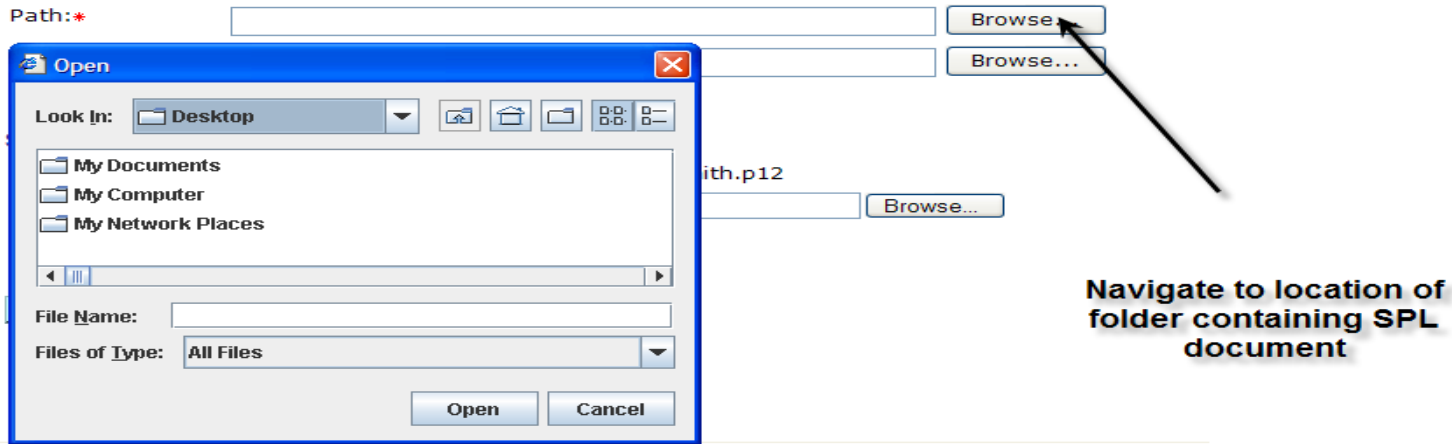 Path:* Browse...
Open
Browse...
Look In: Desktop
My Documents
My Computer
My Network Places
ith.p12
Browse...
File Name:
Files of Type: All Files
Open Cancel
Navigate to location of
folder containing SPL
document